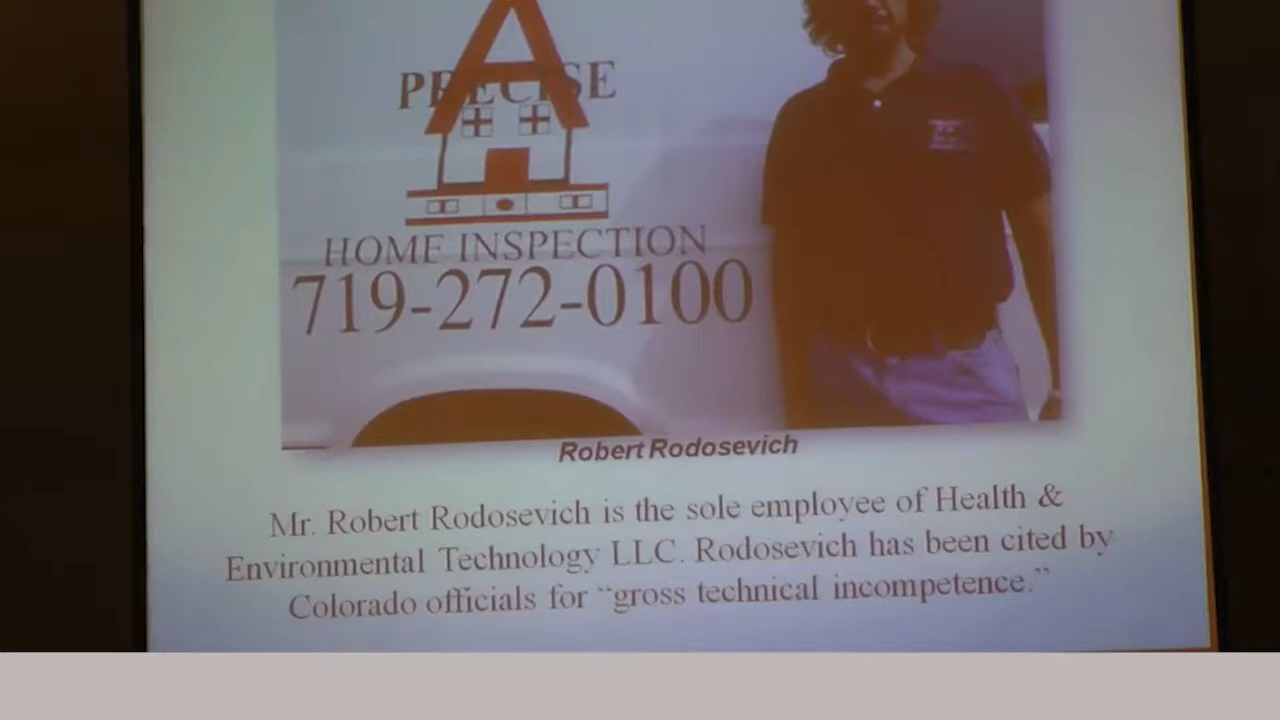 PRECISE
HOME INSPECTION
719-272-0100
Robert Rodosevich
Mr. Robert Rodosevich is the sole employee of Health &
Environmental Technology LLC. Rodosevich has been cited by
Colorado officials for “gross technical incompetence.”